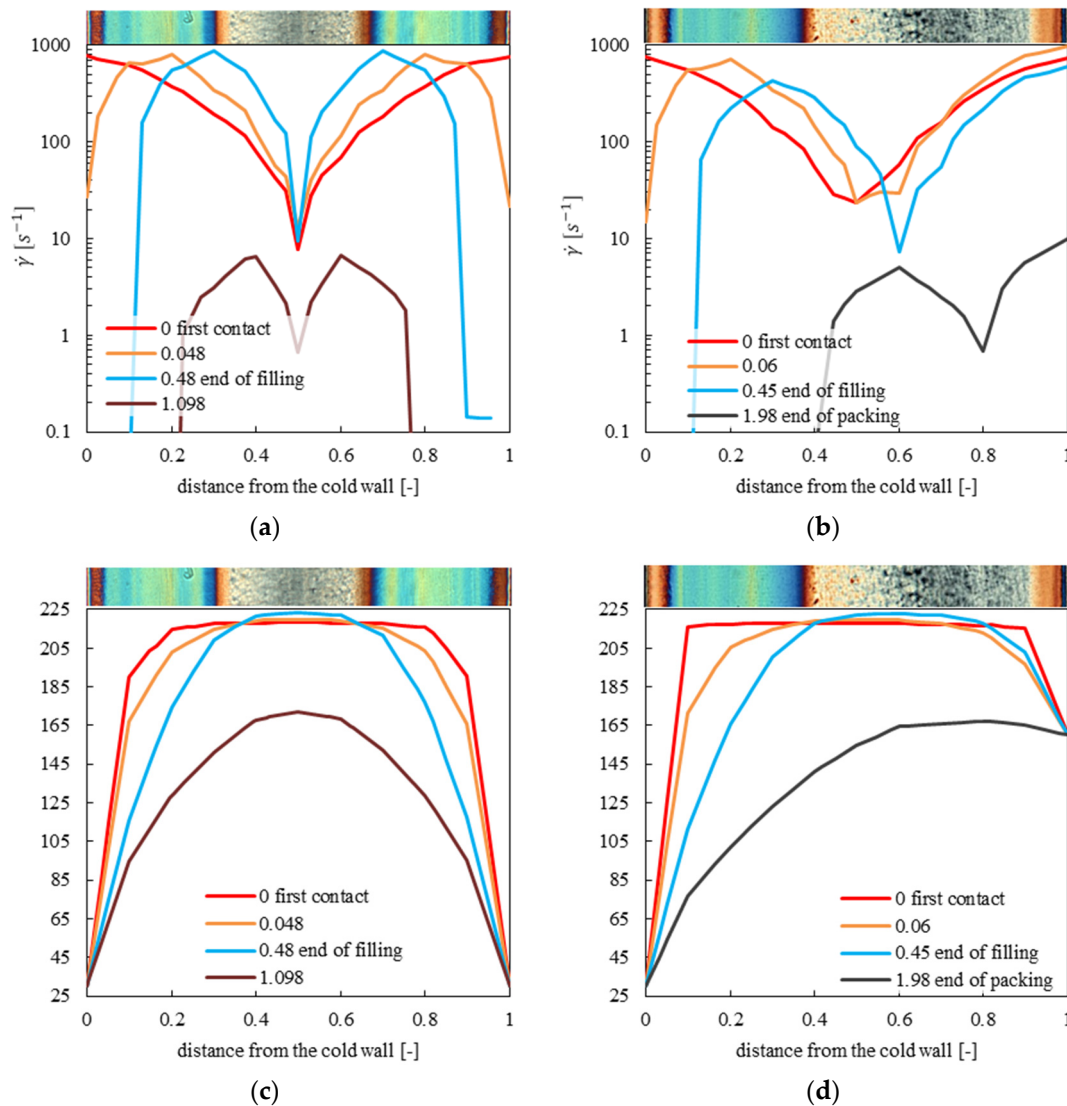 1000
100
10
1
0.1
γ̇ [s⁻¹]
0 first contact
0.048
0.48 end of filling
1.098
0 0.2 0.4 0.6 0.8 1
distance from the cold wall [-]
(a)
1000
100
10
1
0.1
γ̇ [s⁻¹]
0 first contact
0.06
0.45 end of filling
1.98 end of packing
0 0.2 0.4 0.6 0.8 1
distance from the cold wall [-]
(b)
225
205
185
165
145
125
105
85
65
45
25
0 first contact
0.048
0.48 end of filling
1.098
0 0.2 0.4 0.6 0.8 1
distance from the cold wall [-]
(c)
225
205
185
165
145
125
105
85
65
45
25
0 first contact
0.06
0.45 end of filling
1.98 end of packing
0 0.2 0.4 0.6 0.8 1
distance from the cold wall [-]
(d)